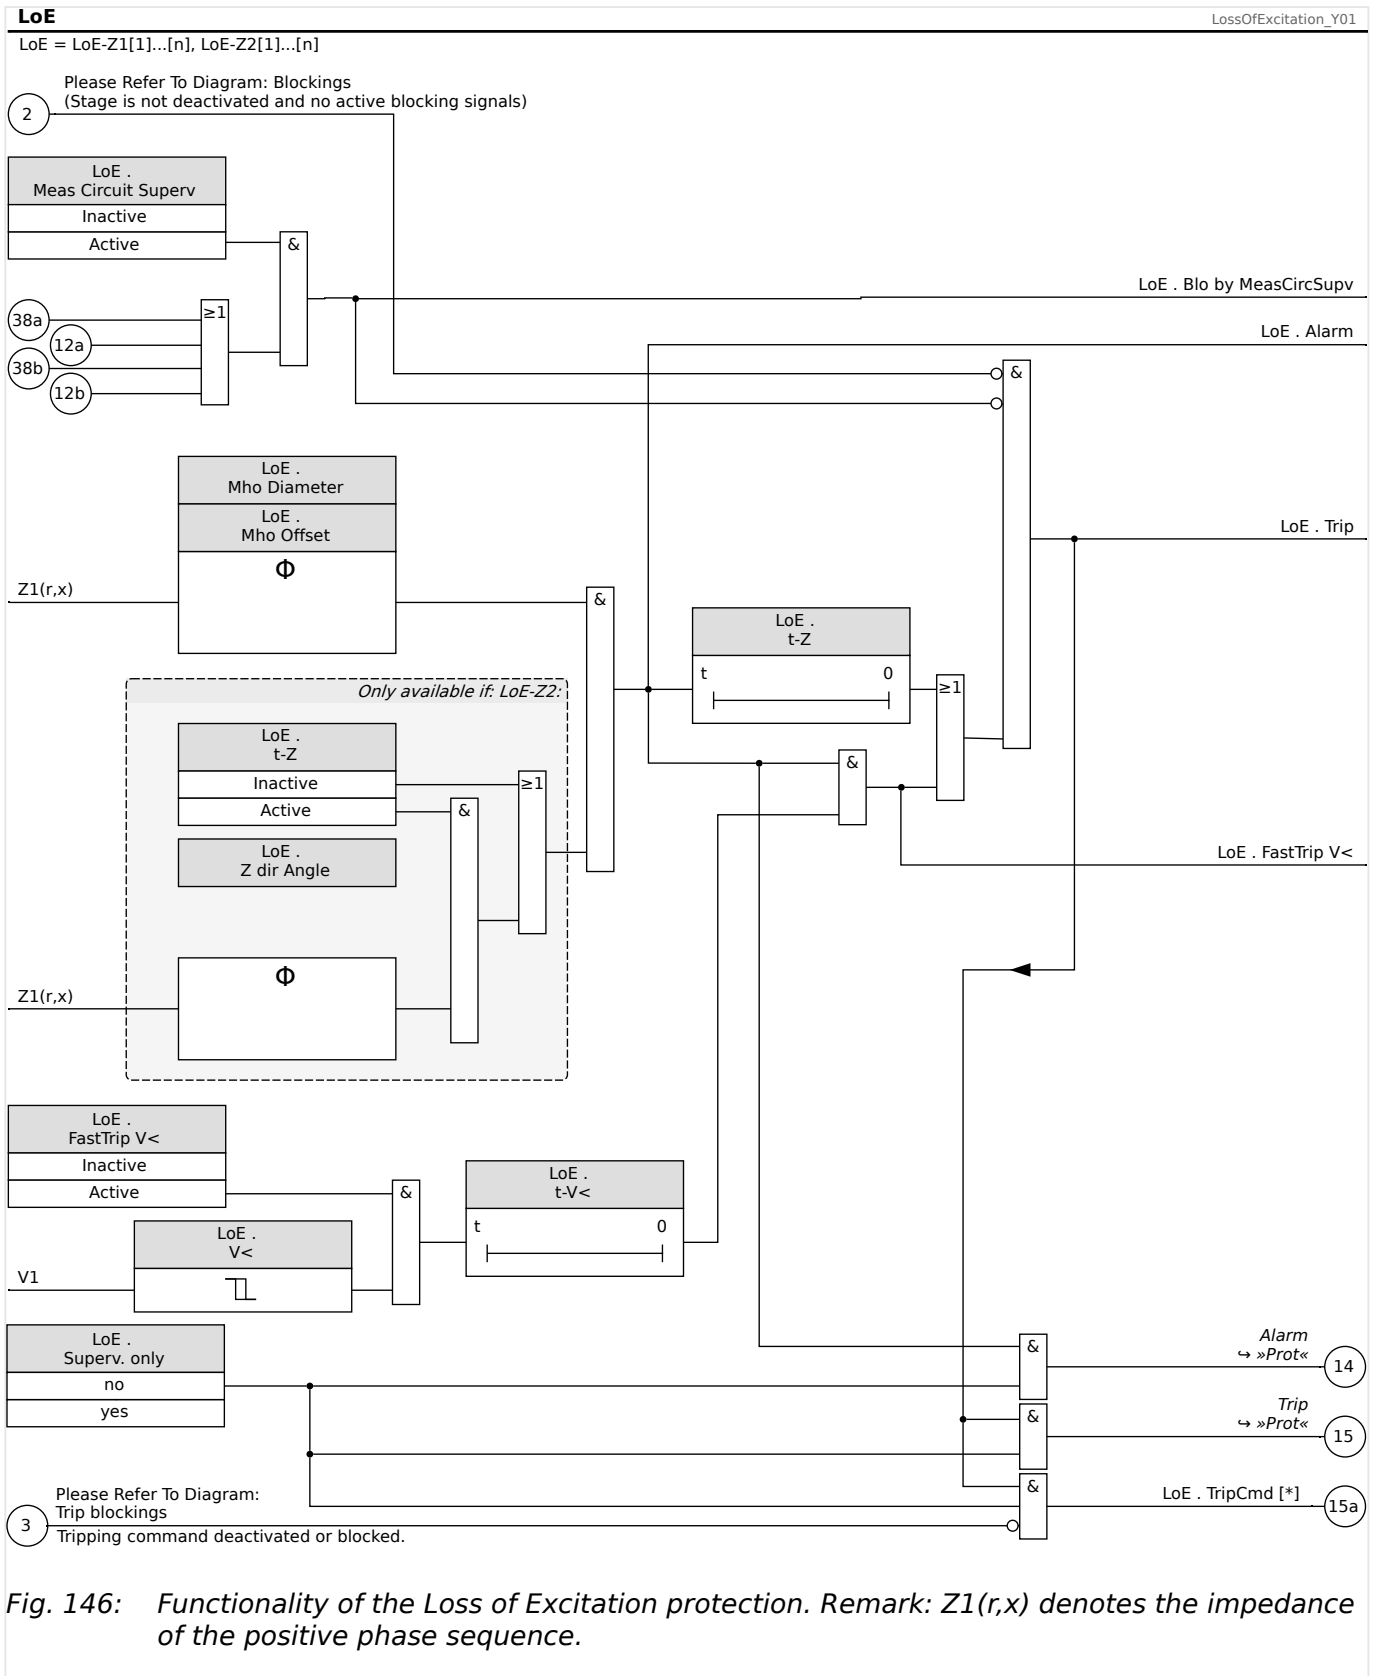 LoE
LossOfExcitation_Y01
LoE = LoE-Z1[1]...[n], LoE-Z2[1]...[n]
Please Refer To Diagram: Blockings
(Stage is not deactivated and no active blocking signals)
2
LoE .
Meas Circuit Superv
Inactive
Active
&
LoE . Blo by MeasCircSupv
38a
≥1
12a
38b
12b
LoE . Alarm
&
LoE .
Mho Diameter
LoE .
Mho Offset
Φ
Z1(r,x)
&
LoE . Trip
LoE .
t-Z
t 0
≥1
Only available if: LoE-Z2:
LoE .
t-Z
Inactive
Active
≥1
&
&
LoE .
Z dir Angle
LoE . FastTrip V<
Φ
Z1(r,x)
LoE .
FastTrip V<
Inactive
Active
&
LoE .
t-V<
t 0
LoE .
V<
V1
LoE .
Superv. only
no
yes
&
Alarm
↪ »Prot«
14
&
Trip
↪ »Prot«
15
&
LoE . TripCmd [*]
15a
Please Refer To Diagram:
Trip blockings
3
Tripping command deactivated or blocked.
Fig. 146: Functionality of the Loss of Excitation protection. Remark: Z1(r,x) denotes the impedance
of the positive phase sequence.